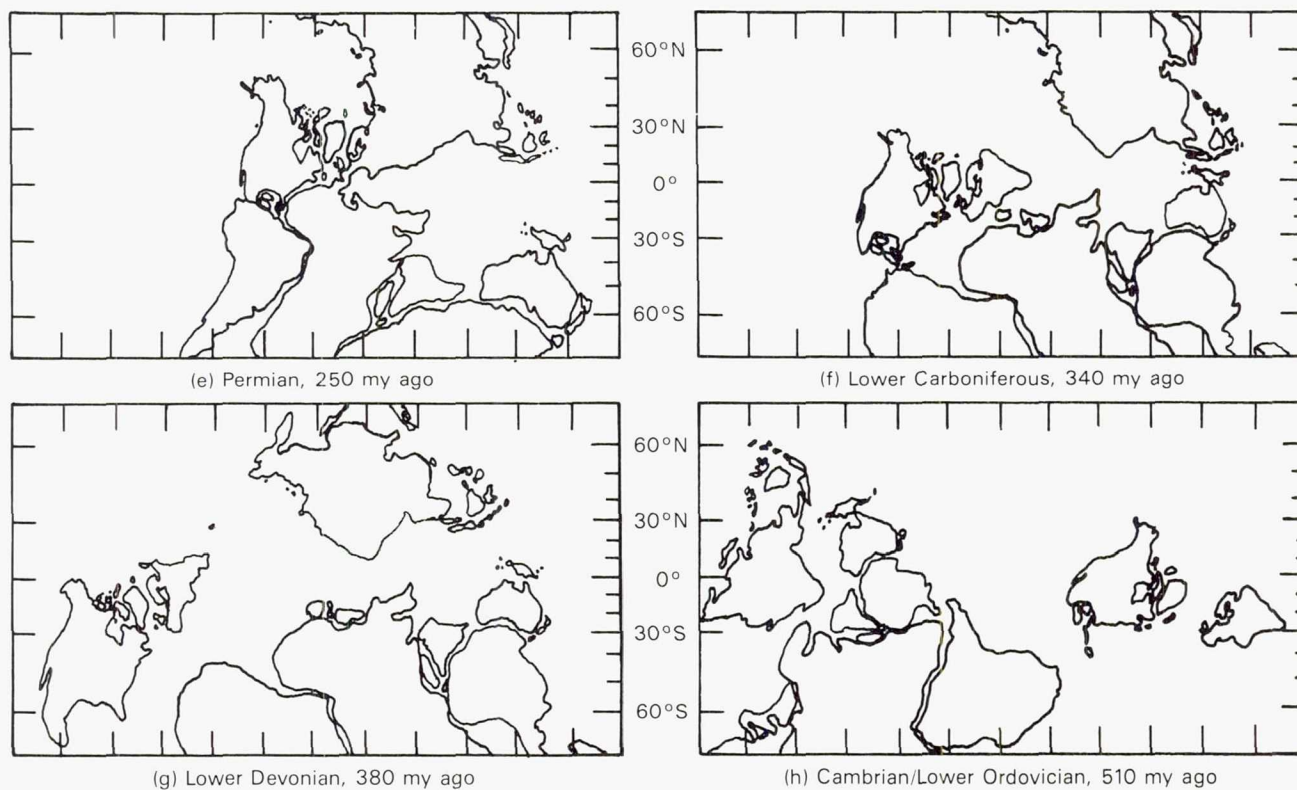 60°N
30°N
0°
30°S
60°S
(e) Permian, 250 my ago
(f) Lower Carboniferous, 340 my ago
60°N
30°N
0°
30°S
60°S
(g) Lower Devonian, 380 my ago
(h) Cambrian/Lower Ordovician, 510 my ago